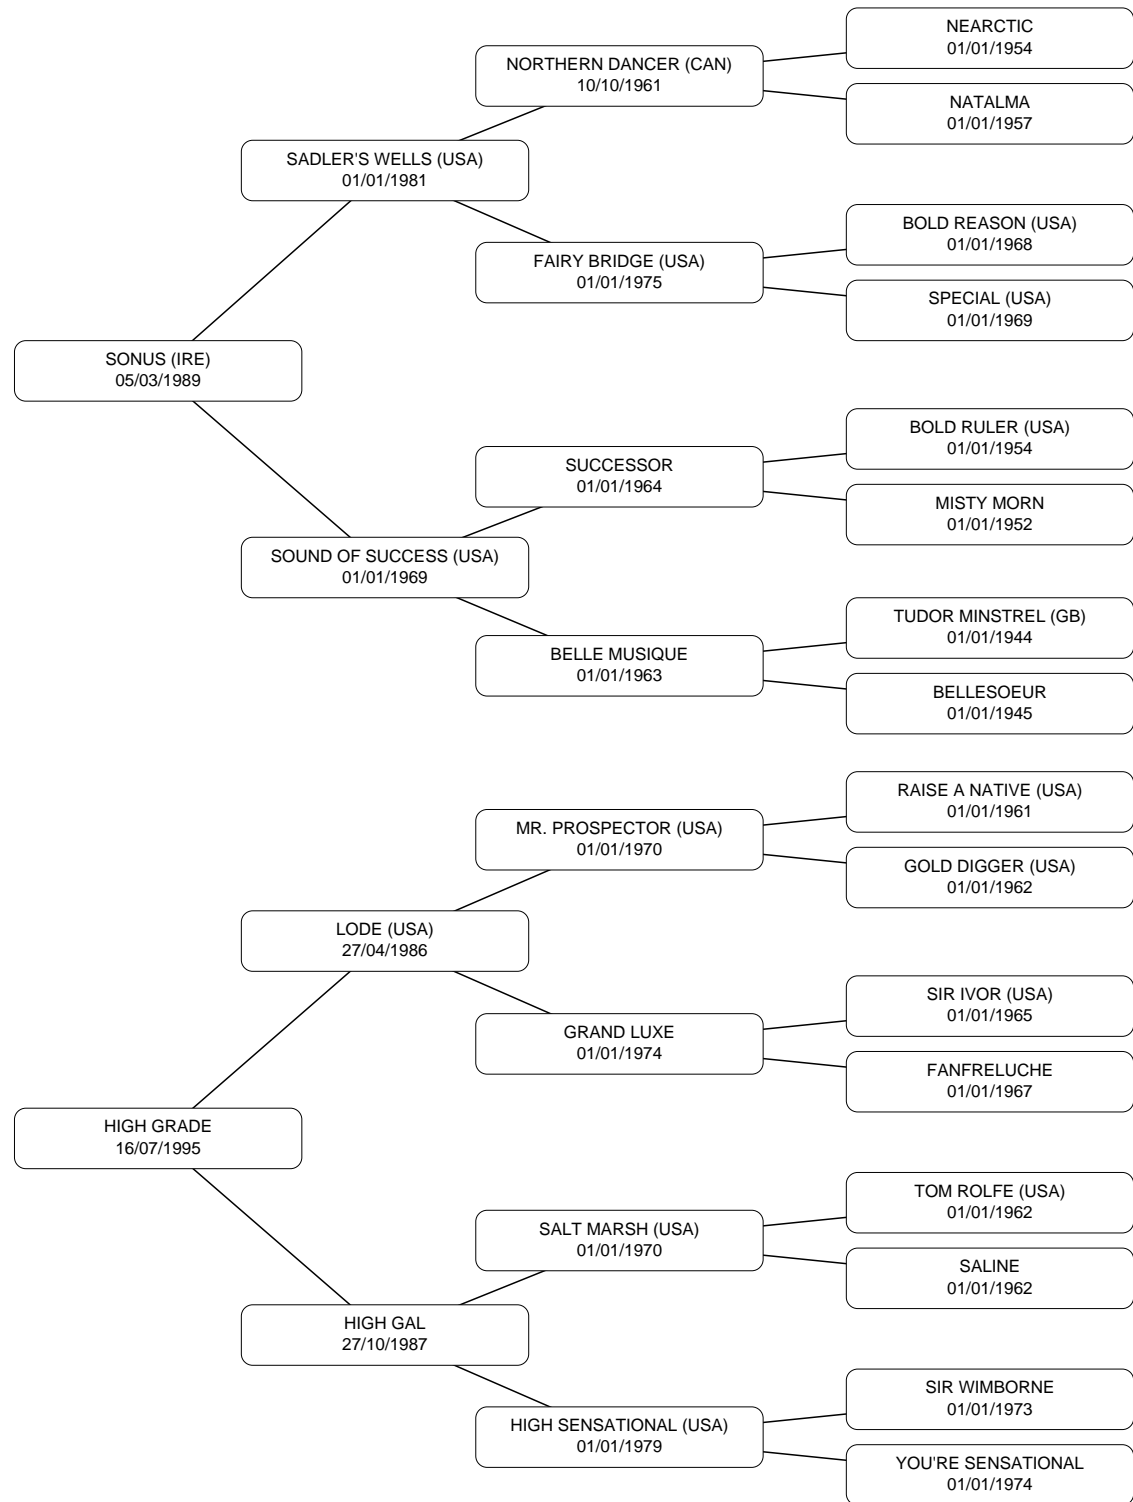 NEARCTIC
01/01/1954
NORTHERN DANCER (CAN)
10/10/1961
NATALMA
01/01/1957
SADLER'S WELLS (USA)
01/01/1981
BOLD REASON (USA)
01/01/1968
FAIRY BRIDGE (USA)
01/01/1975
SPECIAL (USA)
01/01/1969
SONUS (IRE)
05/03/1989
BOLD RULER (USA)
01/01/1954
SUCCESSOR
01/01/1964
MISTY MORN
01/01/1952
SOUND OF SUCCESS (USA)
01/01/1969
TUDOR MINSTREL (GB)
01/01/1944
BELLE MUSIQUE
01/01/1963
BELLESOEUR
01/01/1945
RAISE A NATIVE (USA)
01/01/1961
MR. PROSPECTOR (USA)
01/01/1970
GOLD DIGGER (USA)
01/01/1962
LODE (USA)
27/04/1986
SIR IVOR (USA)
01/01/1965
GRAND LUXE
01/01/1974
FANFRELUCHE
01/01/1967
HIGH GRADE
16/07/1995
TOM ROLFE (USA)
01/01/1962
SALT MARSH (USA)
01/01/1970
SALINE
01/01/1962
HIGH GAL
27/10/1987
SIR WIMBORNE
01/01/1973
HIGH SENSATIONAL (USA)
01/01/1979
YOU'RE SENSATIONAL
01/01/1974